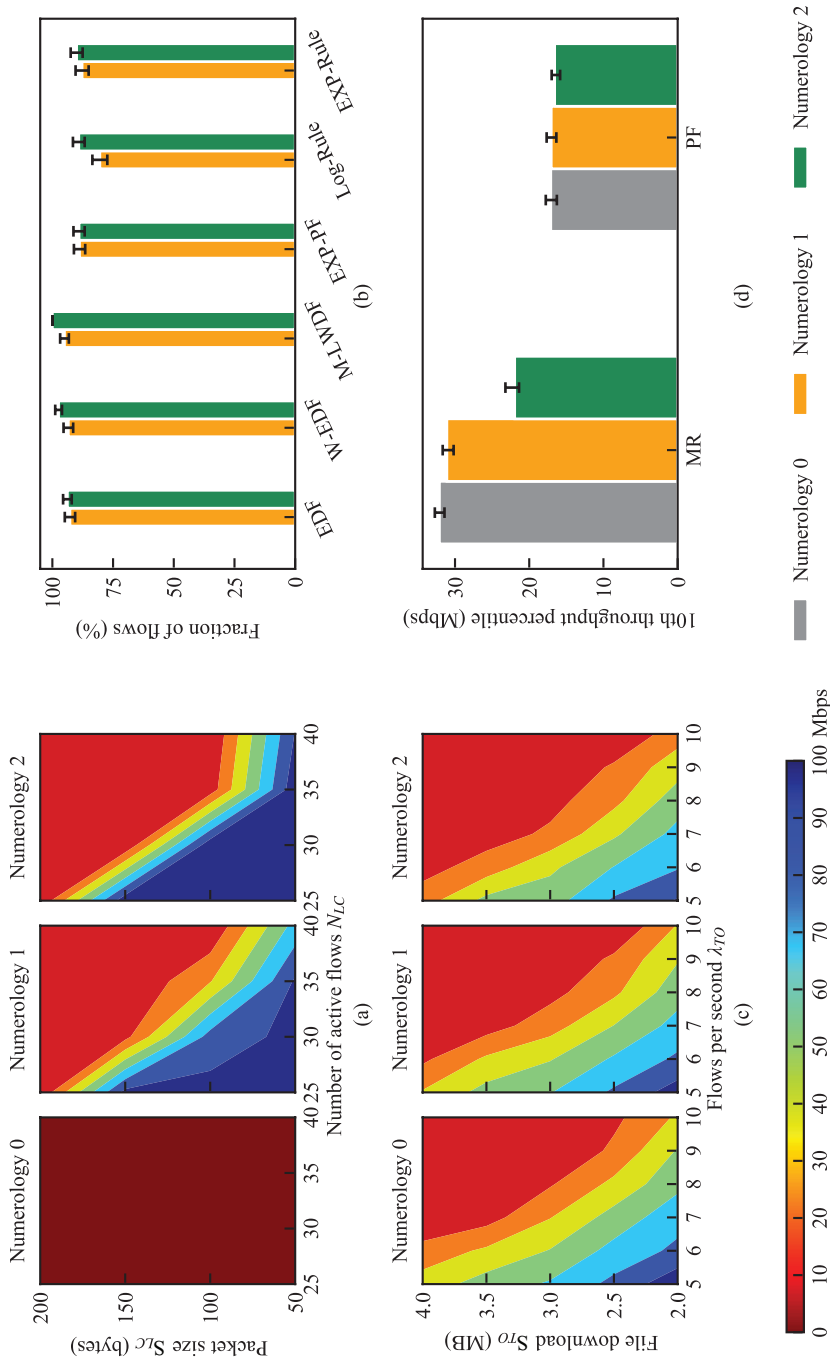 Numerology 0
Numerology 1
Numerology 2
Packet size S_LC (bytes)
200
150
100
50
25 30 35 40
25 30 35 40
25 30 35 40
Number of active flows N_LC
(a)
Fraction of flows (%)
100
75
50
25
0
EDF
W-EDF
M-LWDF
EXP-PF
Log-Rule
EXP-Rule
(b)
Numerology 0
Numerology 1
Numerology 2
File download S_TO (MB)
4.0
3.5
3.0
2.5
2.0
5 6 7 8 9 10
5 6 7 8 9 10
5 6 7 8 9 10
Flows per second λ_TO
(c)
10th throughput percentile (Mbps)
30
20
10
0
MR
PF
(d)
0 10 20 30 40 50 60 70 80 90 100 Mbps
Numerology 0
Numerology 1
Numerology 2